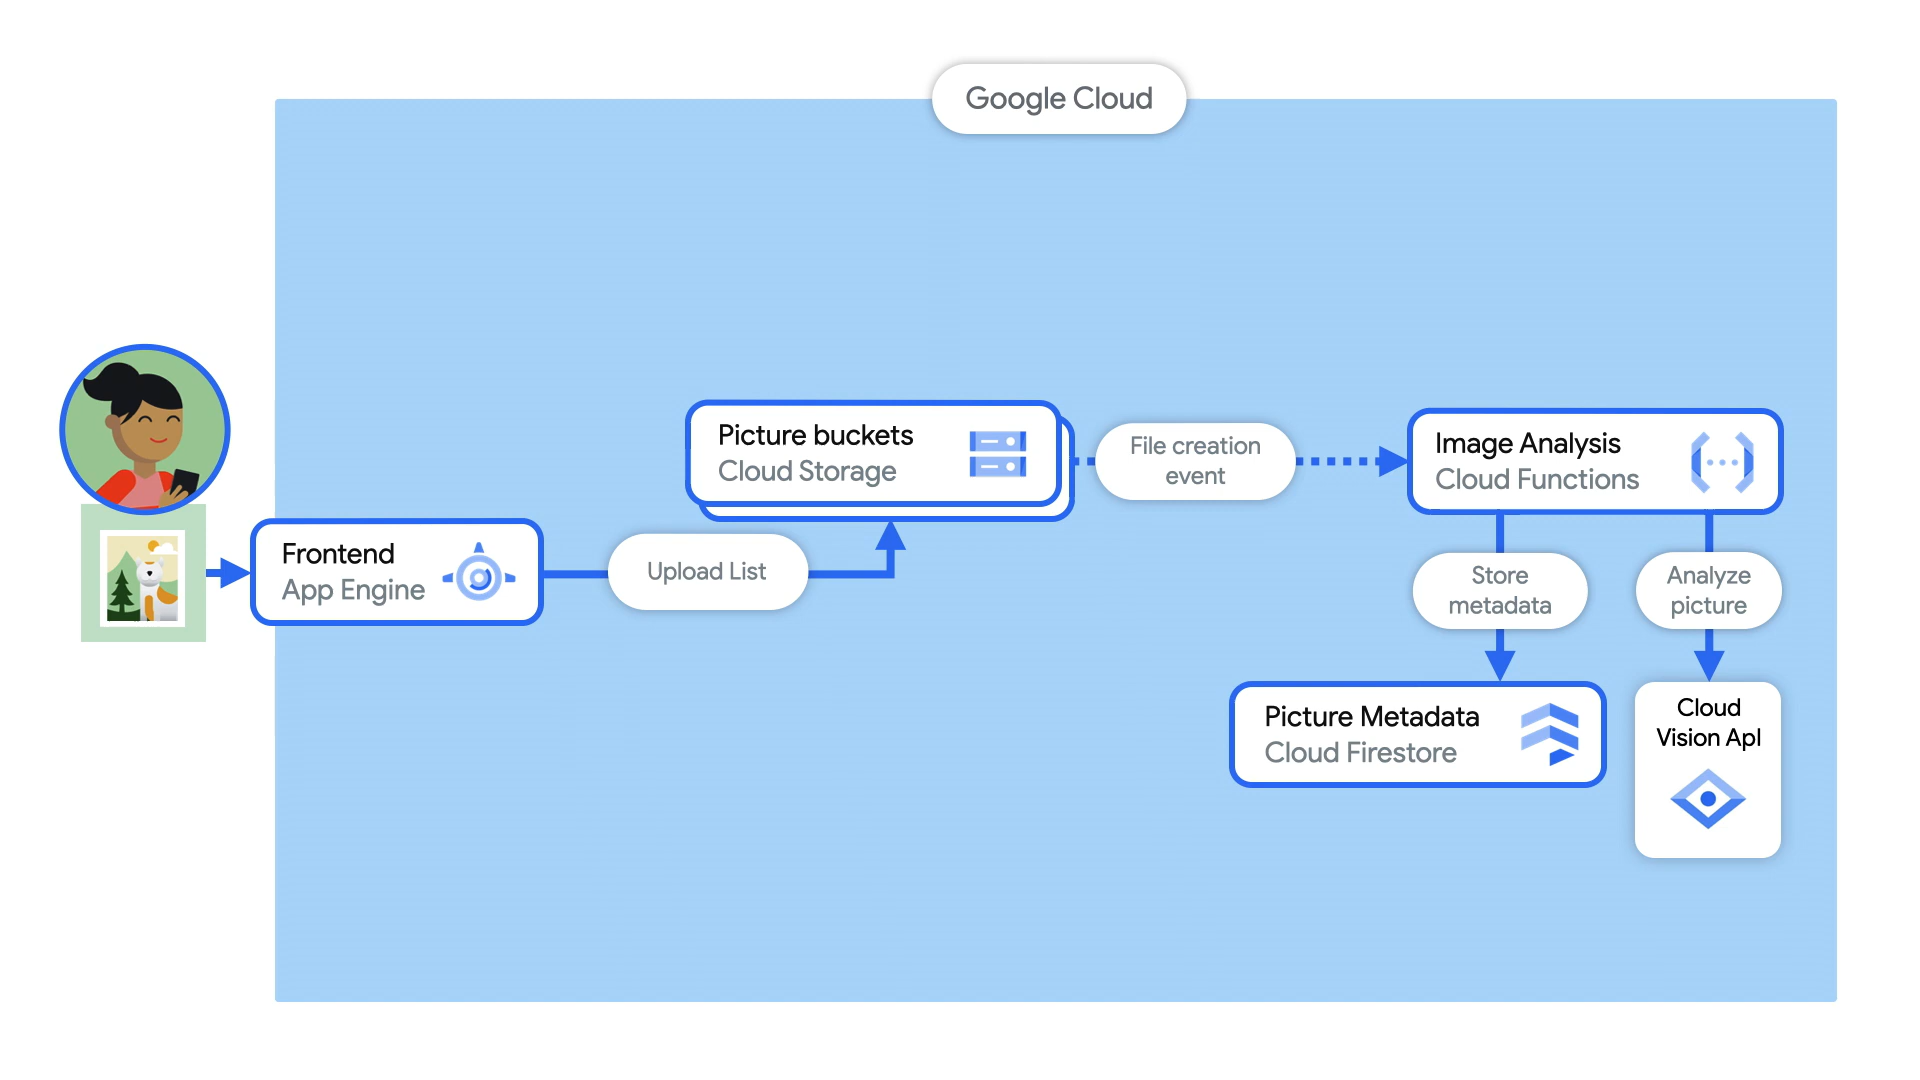 Google Cloud
Picture buckets
Cloud Storage
File creation
event
Image Analysis
Cloud Functions
Frontend
App Engine
Upload List
Store
metadata
Analyze
picture
Picture Metadata
Cloud Firestore
Cloud
Vision Apl